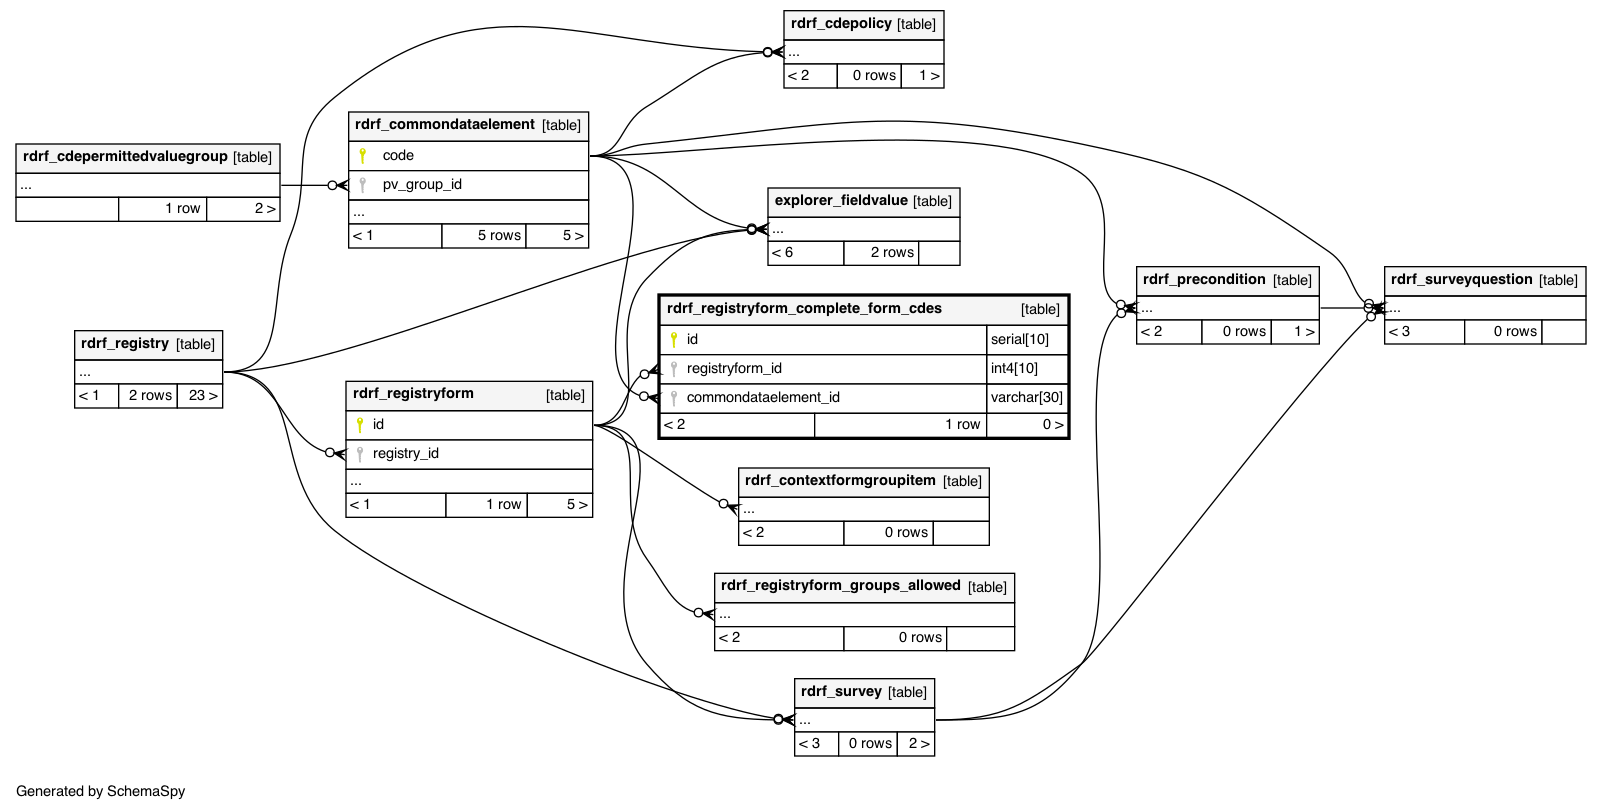 rdrf_cdepolicy [table]
...
< 2 0 rows 1 >
rdrf_commondataelement [table]
code
pv_group_id
...
< 1 5 rows 5 >
rdrf_cdepermittedvaluegroup [table]
...
1 row 2 >
explorer_fieldvalue [table]
...
< 6 2 rows
rdrf_precondition [table]
...
< 2 0 rows 1 >
rdrf_surveyquestion [table]
...
< 3 0 rows
rdrf_registryform_complete_form_cdes [table]
id serial[10]
registryform_id int4[10]
commondataelement_id varchar[30]
< 2 1 row 0 >
rdrf_registry [table]
...
< 1 2 rows 23 >
rdrf_registryform [table]
id
registry_id
...
< 1 1 row 5 >
rdrf_contextformgroupitem [table]
...
< 2 0 rows
rdrf_registryform_groups_allowed [table]
...
< 2 0 rows
rdrf_survey [table]
...
< 3 0 rows 2 >
Generated by SchemaSpy